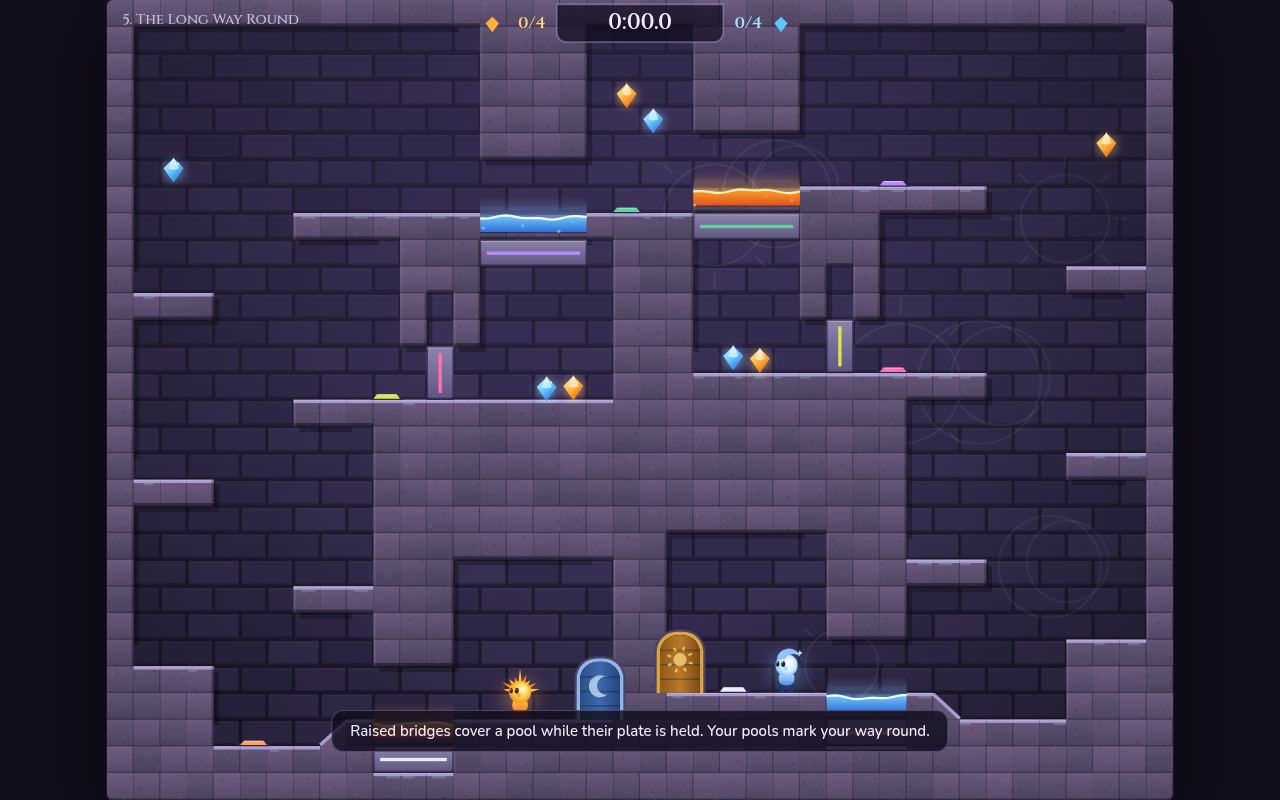 5. The Long Way Round
0/4
0:00.0
0/4
Raised bridges cover a pool while their plate is held. Your pools mark your way round.